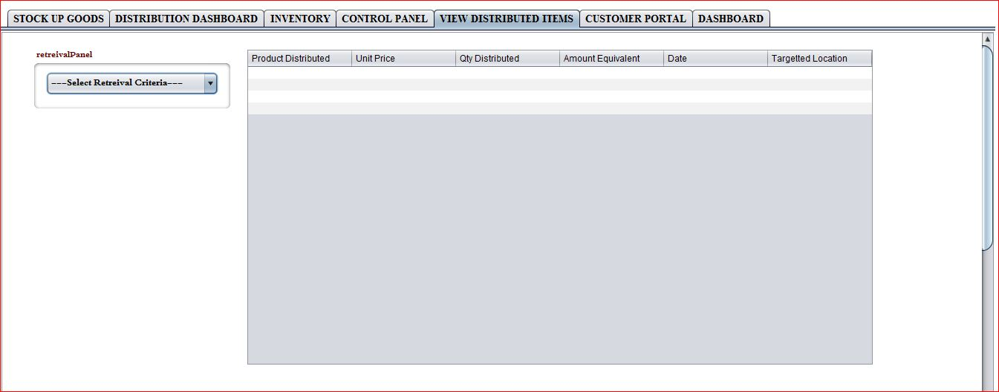 STOCK UP GOODS DISTRIBUTION DASHBOARD INVENTORY CONTROL PANEL VIEW DISTRIBUTED ITEMS CUSTOMER PORTAL DASHBOARD
retreivalPanel
---Select Retreival Criteria---
Product Distributed Unit Price Qty Distributed Amount Equivalent Date Targetted Location